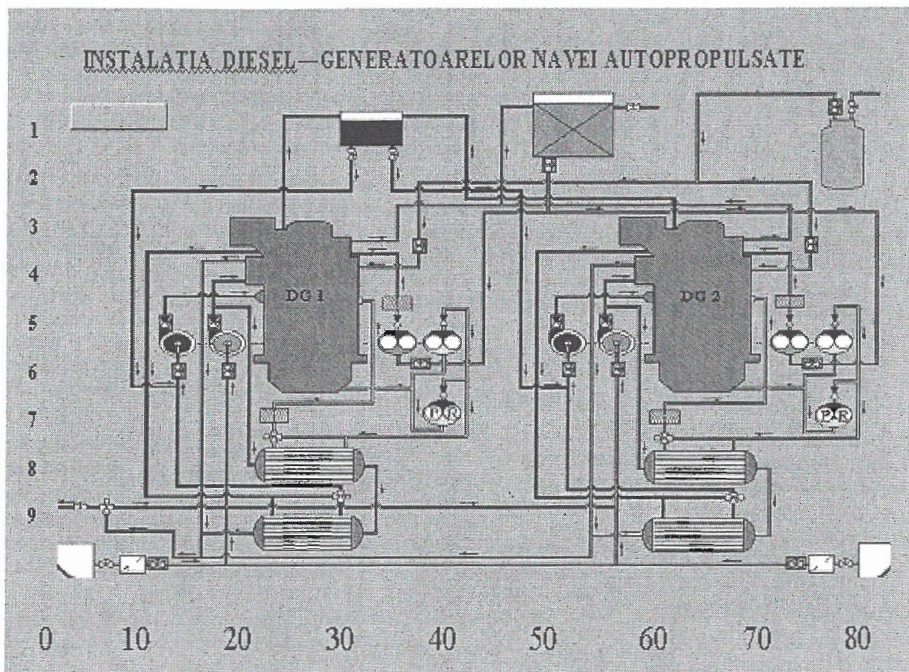 INSTALATIA DIESEL—GENERATOARELOR NAVEI AUTOPROPULSATE
1
2
3
4
5
6
7
8
9
DG 1
DG 2
P R
P R
0 10 20 30 40 50 60 70 80